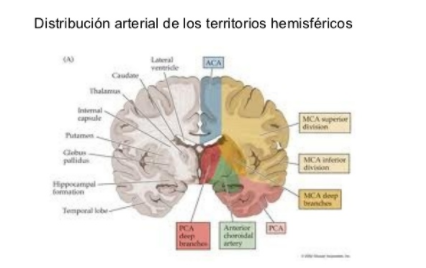 Distribución arterial de los territorios hemisféricos
(A)
Lateral
ventricle
ACA
Caudate
Thalamus
Internal
capsule
Putamen
Globus
pallidus
Hippocampal
formation
Temporal lobe
MCA superior
division
MCA inferior
division
MCA deep
branches
PCA
deep
branches
Anterior
choroidal
artery
PCA